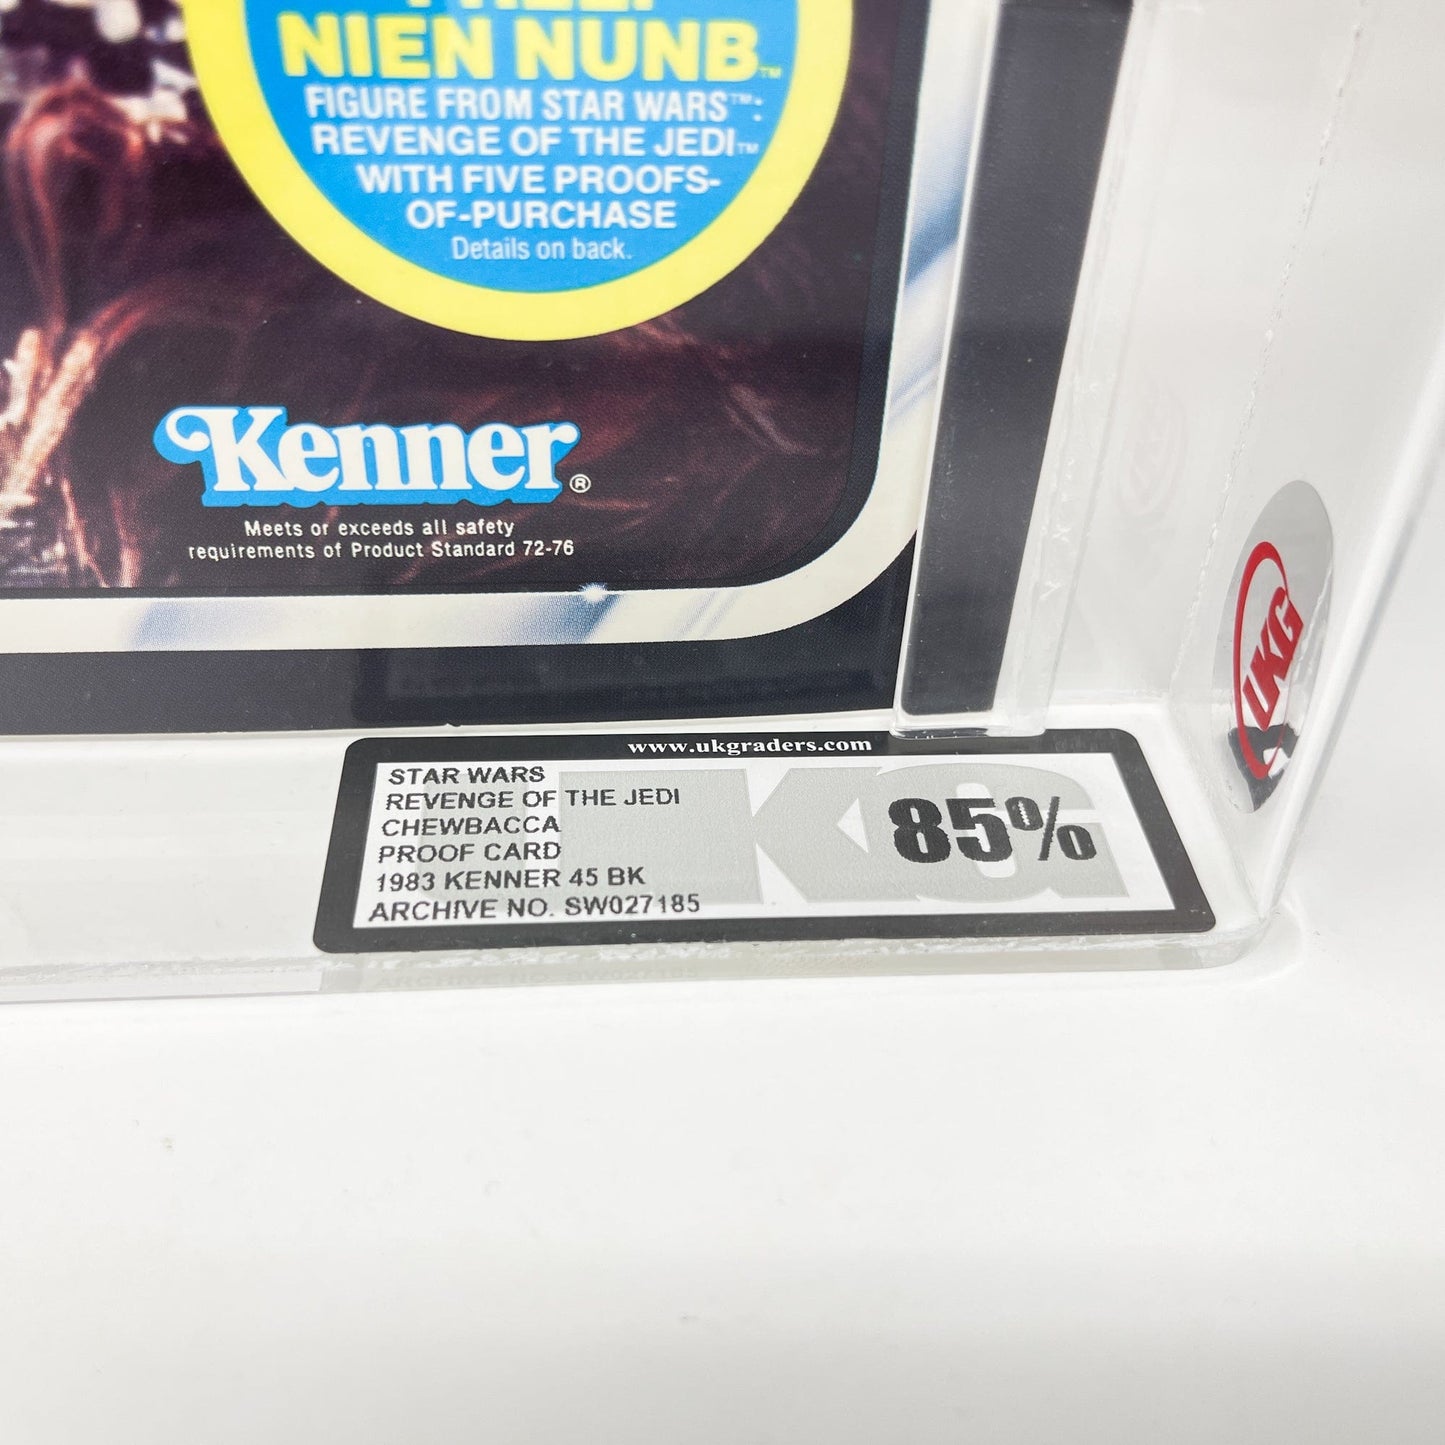 NIEN NUNB™
FIGURE FROM STAR WARS™:
REVENGE OF THE JEDI™
WITH FIVE PROOFS-
OF-PURCHASE
Details on back.
Kenner®
Meets or exceeds all safety
requirements of Product Standard 72-76
www.ukgraders.com
STAR WARS
REVENGE OF THE JEDI
CHEWBACCA
PROOF CARD
1983 KENNER 45 BK
ARCHIVE NO. SW027185
UKG
85%
UKG